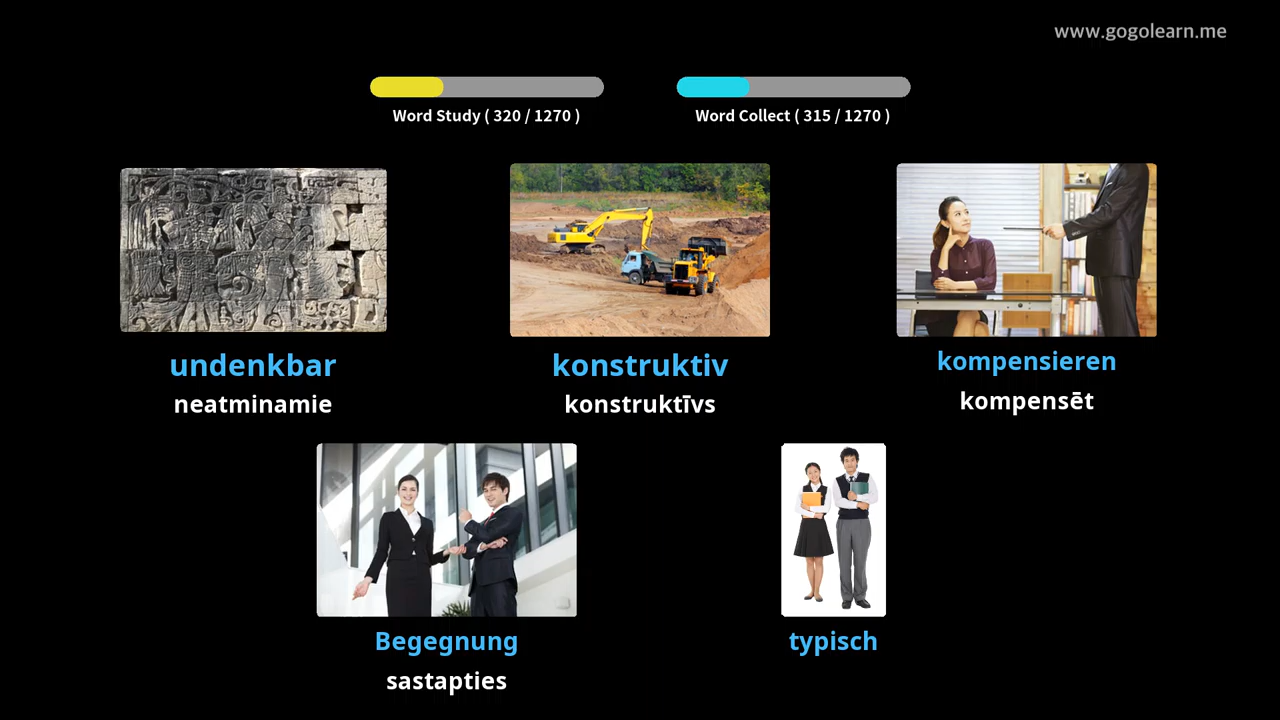 www.gogolearn.me
Word Study ( 320 / 1270 )
Word Collect ( 315 / 1270 )
undenkbar
neatminamie
konstruktiv
konstruktīvs
kompensieren
kompensēt
Begegnung
sastapties
typisch